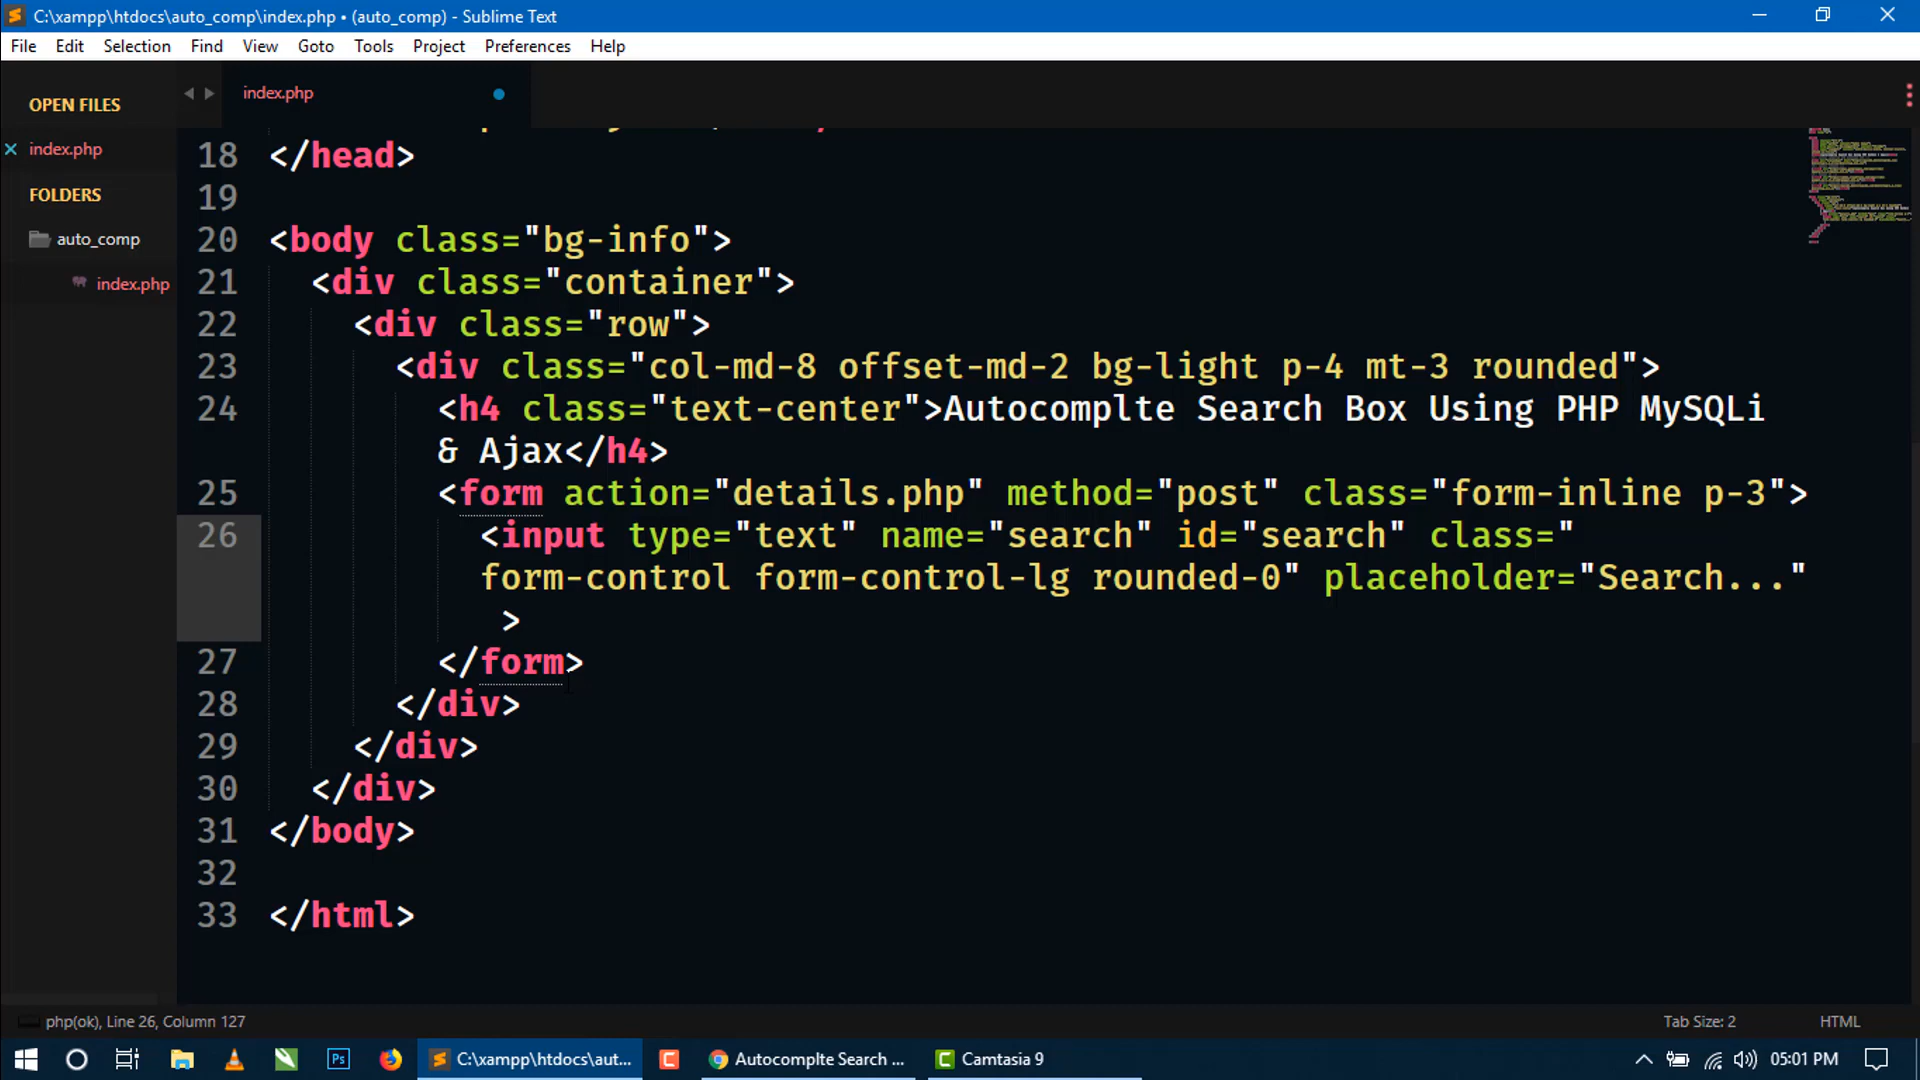 C:\xampp\htdocs\auto_comp\index.php • (auto_comp) - Sublime Text
File Edit Selection Find View Goto Tools Project Preferences Help
OPEN FILES
index.php
FOLDERS
auto_comp
index.php
index.php
18 </head>
19
20 <body class="bg-info">
21 <div class="container">
22 <div class="row">
23 <div class="col-md-8 offset-md-2 bg-light p-4 mt-3 rounded">
24 <h4 class="text-center">Autocomplte Search Box Using PHP MySQLi
& Ajax</h4>
25 <form action="details.php" method="post" class="form-inline p-3">
26 <input type="text" name="search" id="search" class="
form-control form-control-lg rounded-0" placeholder="Search..."
>
27 </form>
28 </div>
29 </div>
30 </div>
31 </body>
32
33 </html>
php(ok), Line 26, Column 127
Tab Size: 2
HTML
Ps
C:\xampp\htdocs\aut...
C
Autocomplte Search ...
C Camtasia 9
05:01 PM